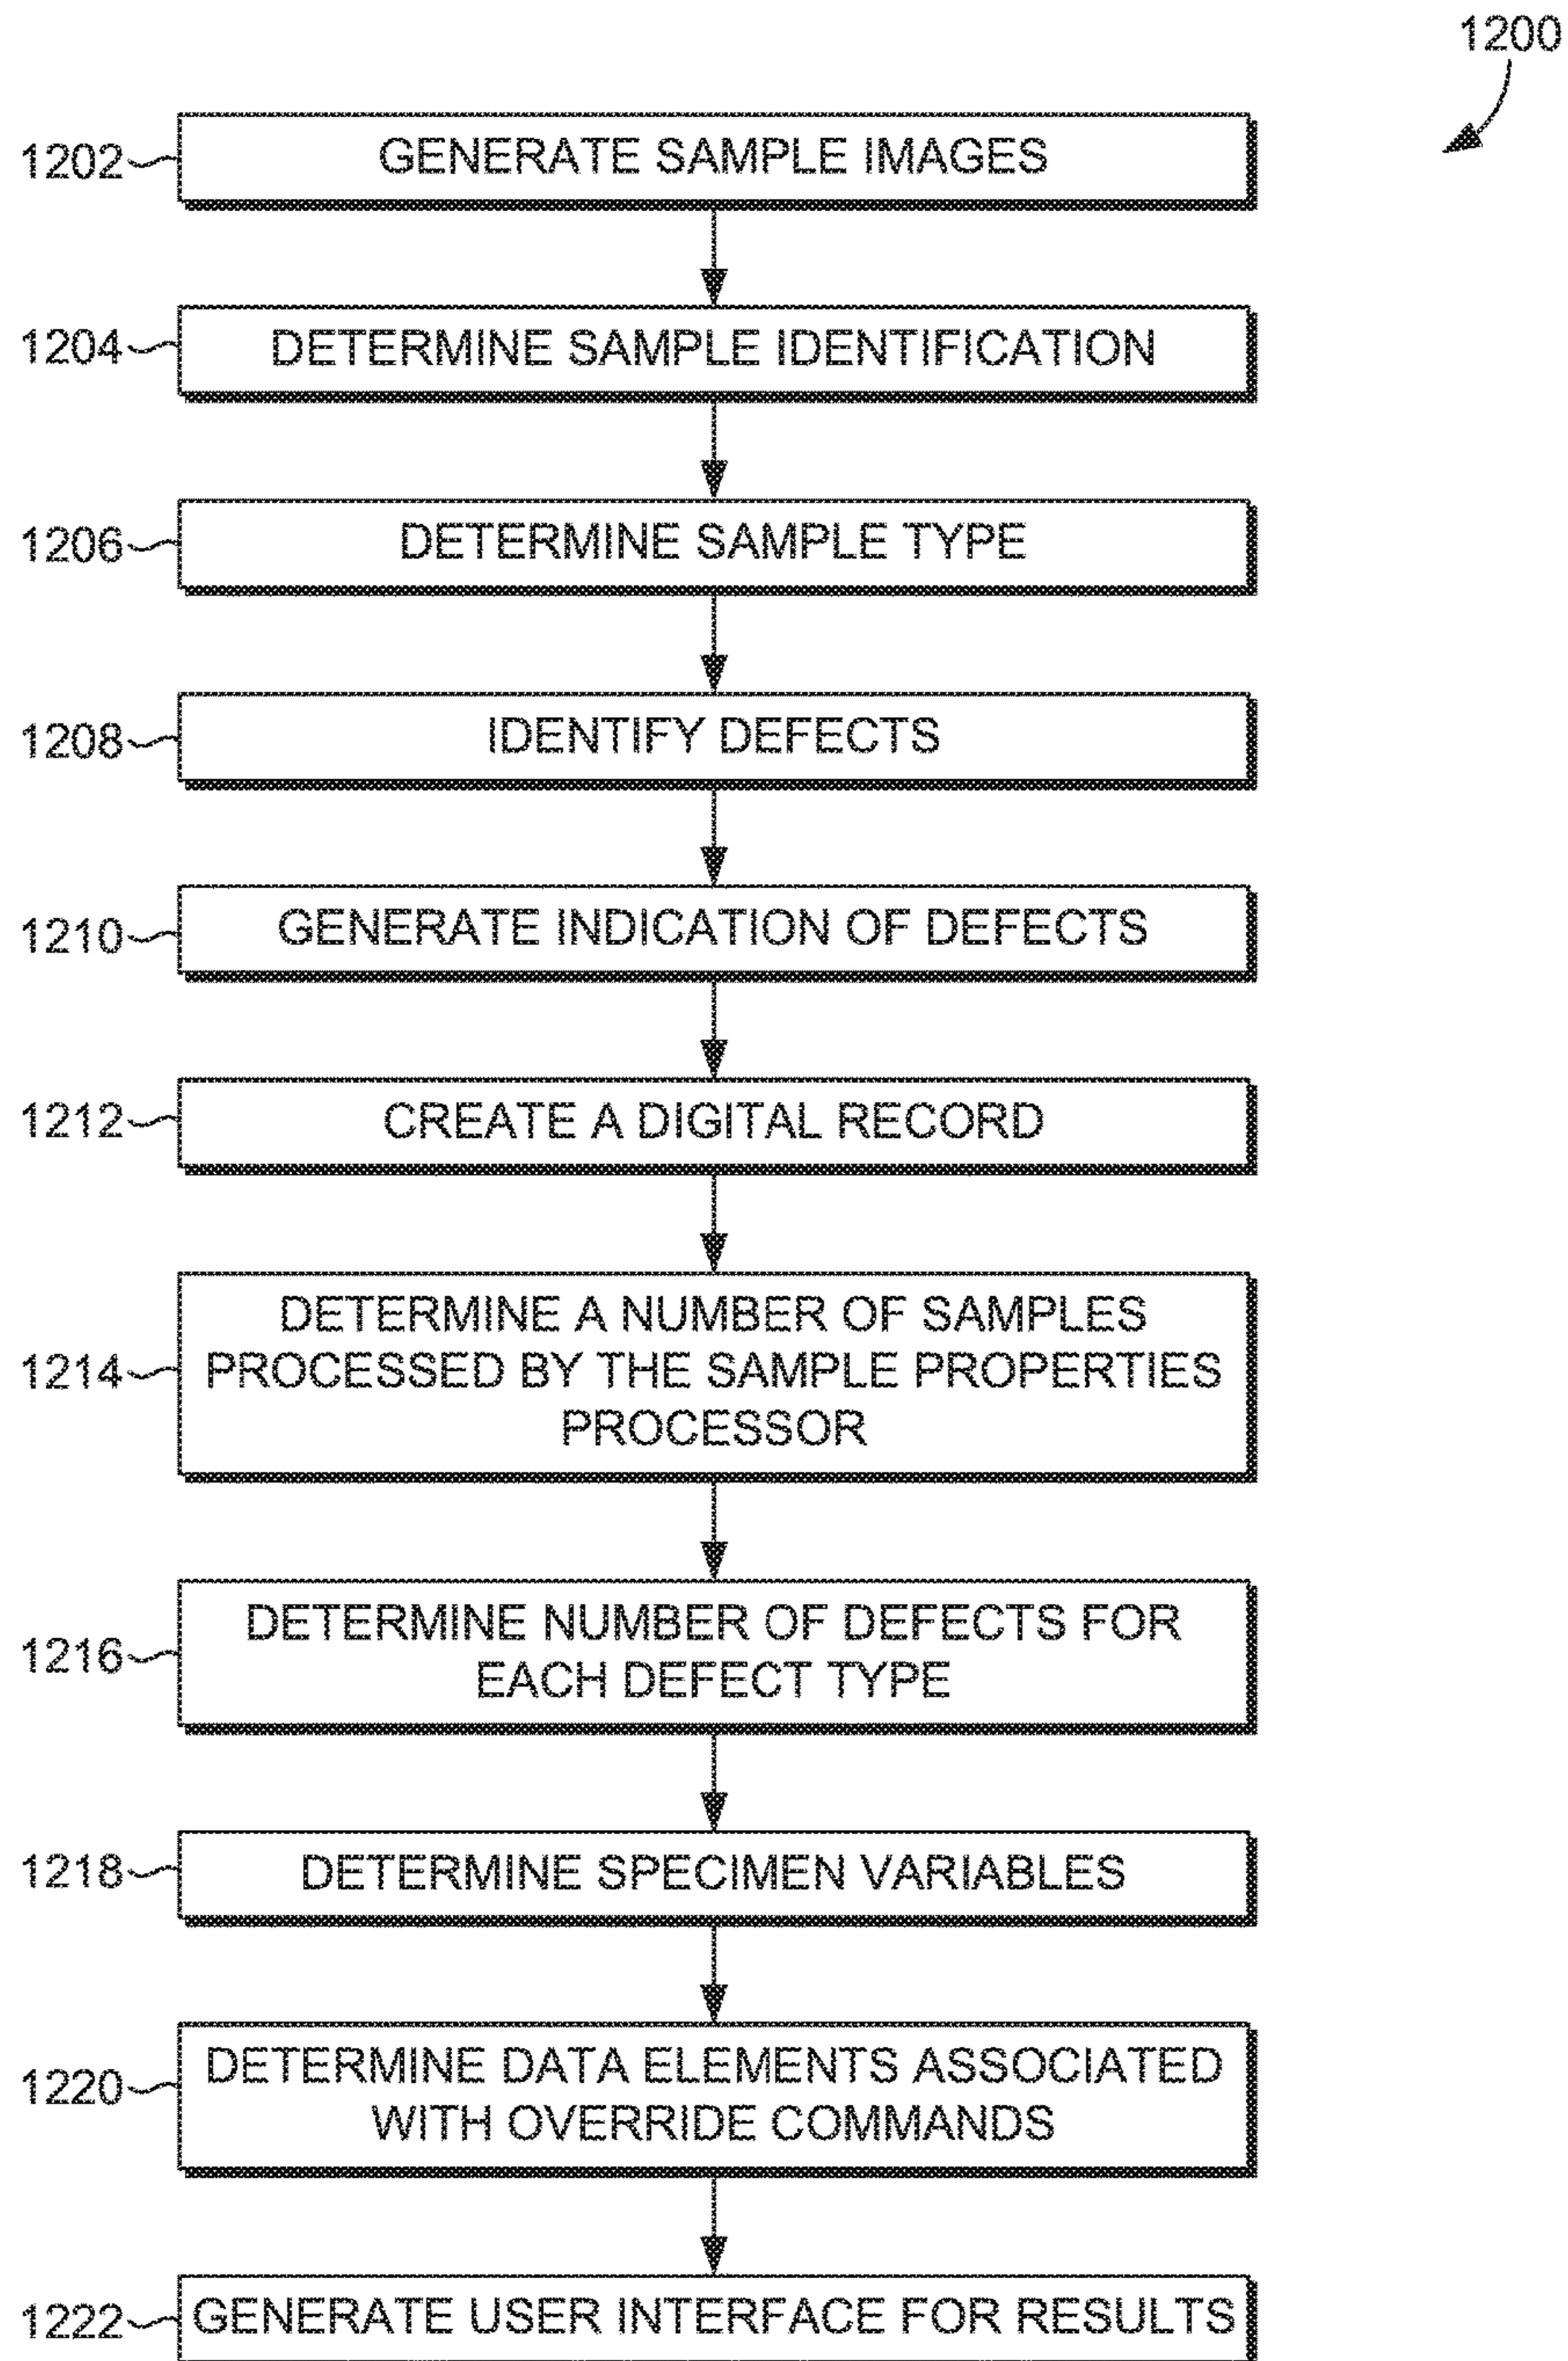 1200
1202 GENERATE SAMPLE IMAGES
1204 DETERMINE SAMPLE IDENTIFICATION
1206 DETERMINE SAMPLE TYPE
1208 IDENTIFY DEFECTS
1210 GENERATE INDICATION OF DEFECTS
1212 CREATE A DIGITAL RECORD
DETERMINE A NUMBER OF SAMPLES
1214 PROCESSED BY THE SAMPLE PROPERTIES
PROCESSOR
1216 DETERMINE NUMBER OF DEFECTS FOR
EACH DEFECT TYPE
1218 DETERMINE SPECIMEN VARIABLES
1220 DETERMINE DATA ELEMENTS ASSOCIATED
WITH OVERRIDE COMMANDS
1222 GENERATE USER INTERFACE FOR RESULTS